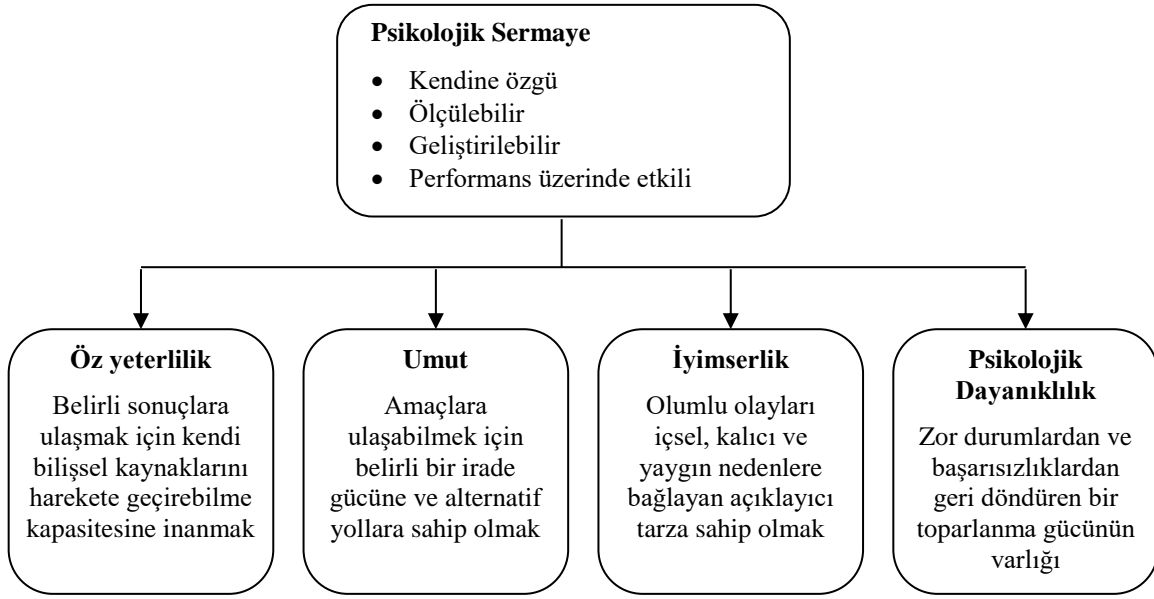 Psikolojik Sermaye
• Kendine özgü
• Ölçülebilir
• Geliştirilebilir
• Performans üzerinde etkili
Öz yeterlilik
Belirli sonuçlara
ulaşmak için kendi
bilişsel kaynaklarını
harekete geçirebilme
kapasitesine inanmak
Umut
Amaçlara
ulaşabilmek için
belirli bir irade
gücüne ve alternatif
yollara sahip olmak
İyimserlik
Olumlu olayları
içsel, kalıcı ve
yaygın nedenlere
bağlayan açıklayıcı
tarza sahip olmak
Psikolojik
Dayanıklılık
Zor durumlardan ve
başarısızlıklardan
geri döndüren bir
toparlanma gücünün
varlığı